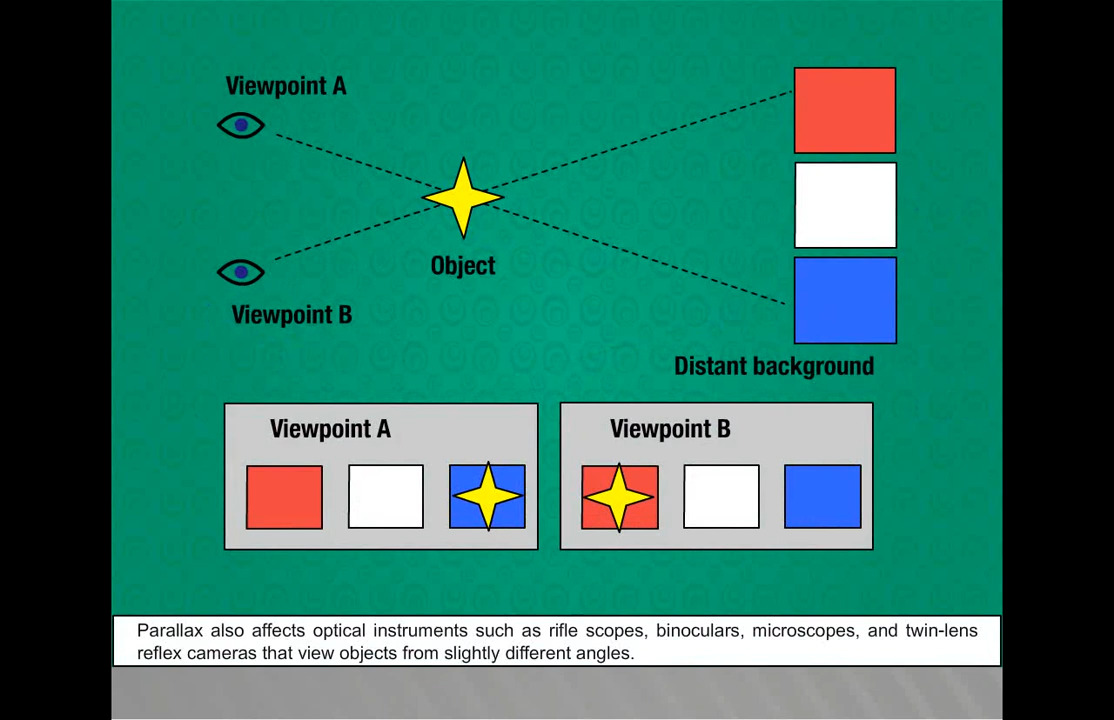 Viewpoint A
Object
Viewpoint B
Distant background
Viewpoint A
Viewpoint B
Parallax also affects optical instruments such as rifle scopes, binoculars, microscopes, and twin-lens
reflex cameras that view objects from slightly different angles.